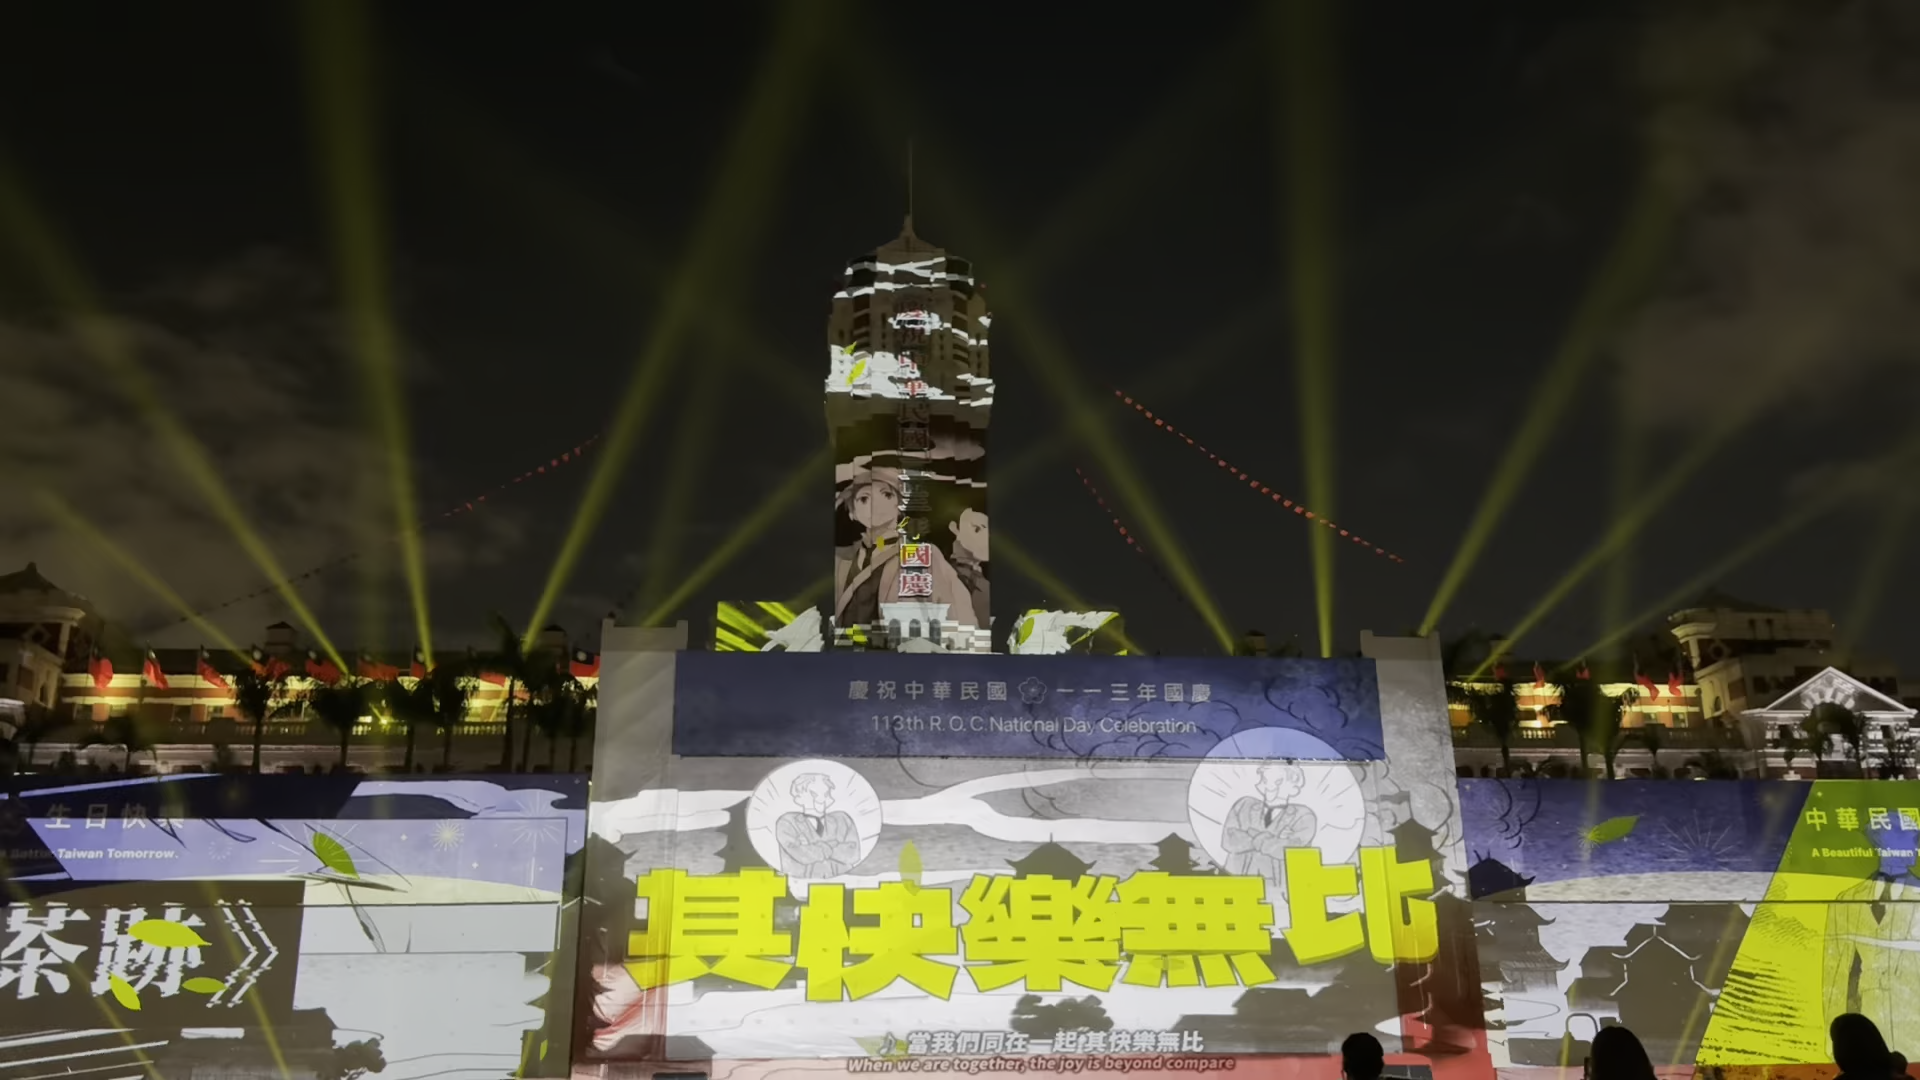 國慶
慶祝中華民國 一一三年國慶
113th R.O.C. National Day Celebration
生日快樂
Taiwan Tomorrow.
中華民國
A Beautiful Taiwan
茶跡》
其快樂無比
♪ 當我們同在一起 其快樂無比
When we are together, the joy is beyond compare